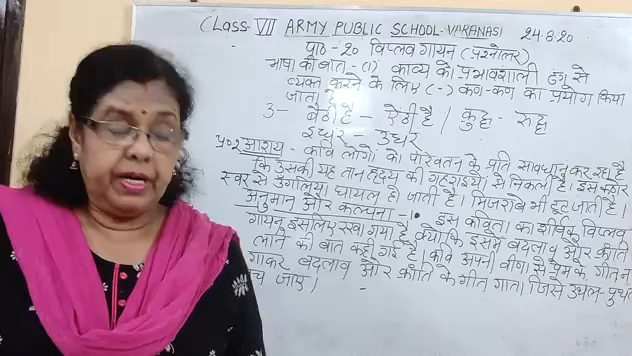 CLASS-VII ARMY PUBLIC SCHOOL-VARANASI 24.8.20
पाठ-20 विप्लव गायन (प्रश्नोत्तर)
भाषा की बात - (1) काव्य को प्रभावशाली ढंग से
व्यक्त करने के लिए (-) कण-कण का प्रयोग किया
जाता है
3- बैठी है - ऐंठी है / कुद्ध - रुद्ध
इधर - उधर
प्र०2 आशय - कवि लोगों को परिवर्तन के प्रति सावधान कर रहा है
कि उसकी यह तान हृदय की गहराइयों से निकली है। इस कठोर
स्वर से उंगलियाँ घायल हो जाती है। मिजराब भी टूट जाती है।
अनुमान और कल्पना - 1. इस कविता का शीर्षक विप्लव
गायन इसलिए रखा गया है क्योंकि इसमें बदलाव और क्रांति
लाने की बात कही गई है। कवि अपनी वीणा से प्रेम के गीत न
गाकर बदलाव और क्रांति के गीत गाता जिसे उथल-पुथल
मच जाए।